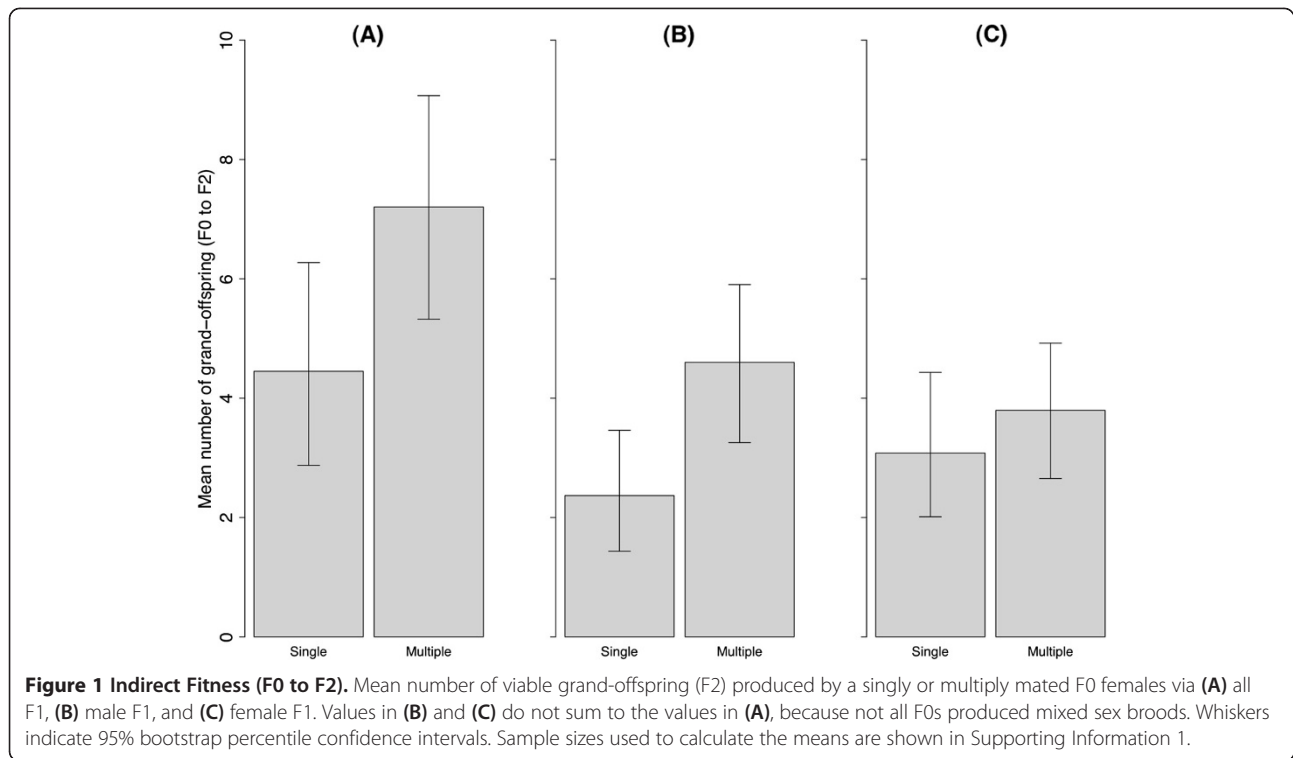 (A) (B) (C)
Mean number of grand−offspring (F0 to F2)
10
8
6
4
2
0
Single Multiple Single Multiple Single Multiple
Figure 1 Indirect Fitness (F0 to F2). Mean number of viable grand-offspring (F2) produced by a singly or multiply mated F0 females via (A) all
F1, (B) male F1, and (C) female F1. Values in (B) and (C) do not sum to the values in (A), because not all F0s produced mixed sex broods. Whiskers
indicate 95% bootstrap percentile confidence intervals. Sample sizes used to calculate the means are shown in Supporting Information 1.